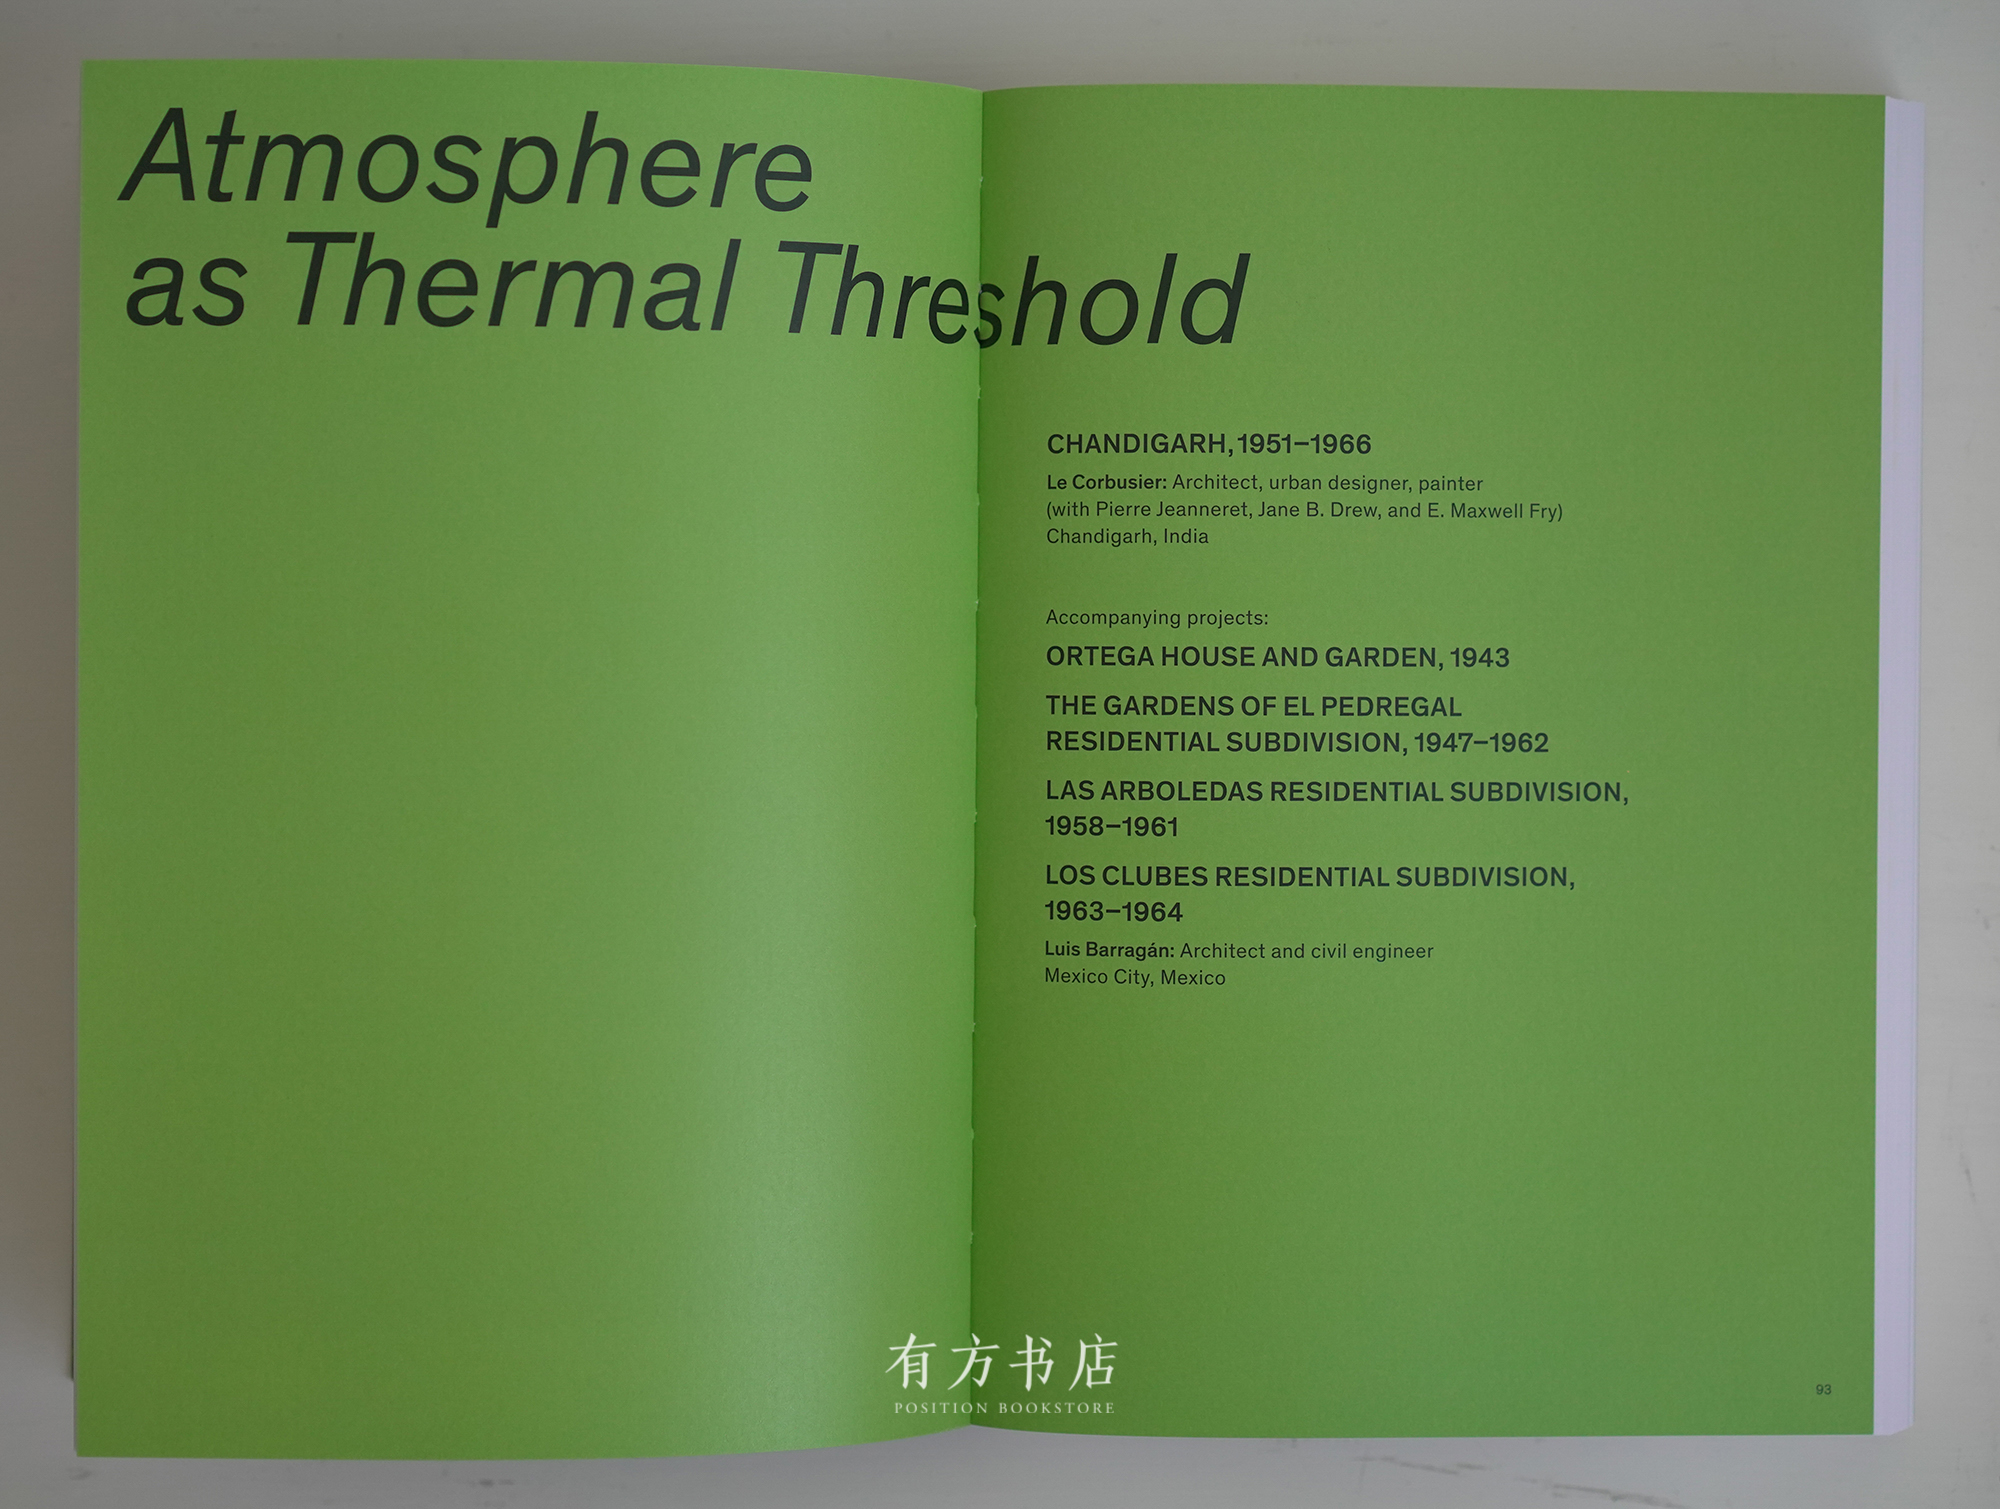 Atmosphere
as Thermal Threshold
CHANDIGARH, 1951–1966
Le Corbusier: Architect, urban designer, painter
(with Pierre Jeanneret, Jane B. Drew, and E. Maxwell Fry)
Chandigarh, India
Accompanying projects:
ORTEGA HOUSE AND GARDEN, 1943
THE GARDENS OF EL PEDREGAL
RESIDENTIAL SUBDIVISION, 1947–1962
LAS ARBOLEDAS RESIDENTIAL SUBDIVISION,
1958–1961
LOS CLUBES RESIDENTIAL SUBDIVISION,
1963–1964
Luis Barragán: Architect and civil engineer
Mexico City, Mexico
93
有方书店
POSITION BOOKSTORE